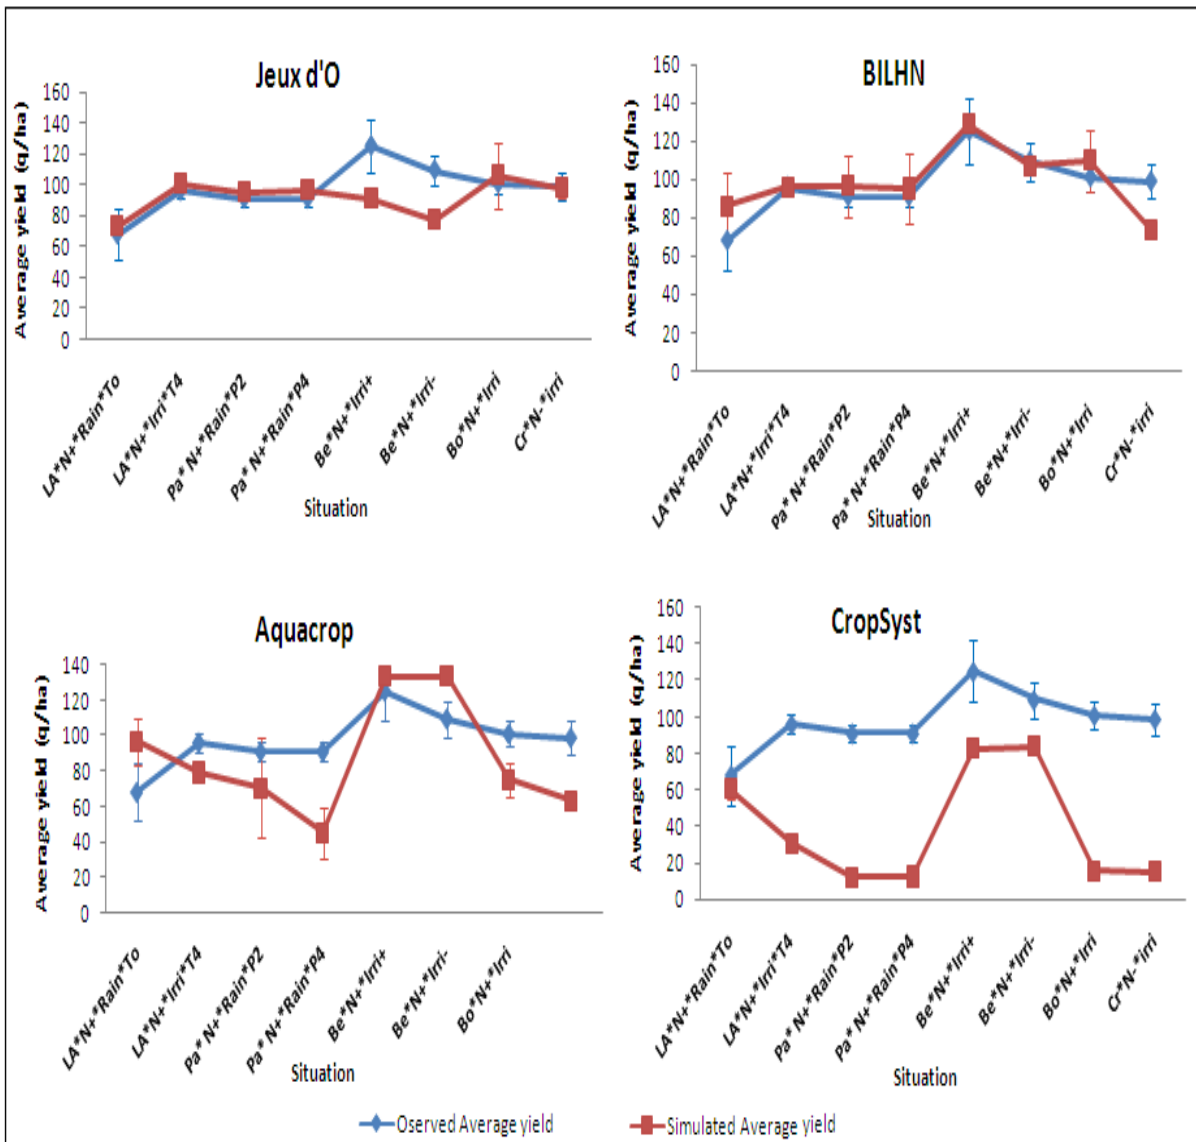 Jeux d'O
Average yield (q/ha)
160
140
120
100
80
60
40
20
0
LA*N+*Rain*To
LA*N+*Irri*T4
Pa* N+*Rain*P2
Pa* N+*Rain*P4
Be*N+*Irri+
Be*N+*Irri-
Bo*N+*Irri
Cr*N-*irri
Situation
BILHN
Average yield (q/ha)
160
140
120
100
80
60
40
20
0
LA*N+*Rain*To
LA*N+*Irri*T4
Pa* N+*Rain*P2
Pa* N+*Rain*P4
Be*N+*Irri+
Be*N+*Irri-
Bo*N+*Irri
Cr*N-*irri
Situation
Aquacrop
Average yield (q/ha)
140
120
100
80
60
40
20
0
LA*N+*Rain*To
LA*N+*Irri*T4
Pa* N+*Rain*P2
Pa* N+*Rain*P4
Be*N+*Irri+
Be*N+*Irri-
Bo*N+*Irri
Situation
CropSyst
Average yield (q/ha)
160
140
120
100
80
60
40
20
0
LA*N+*Rain*To
LA*N+*Irri*T4
Pa* N+*Rain*P2
Pa* N+*Rain*P4
Be*N+*Irri+
Be*N+*Irri-
Bo*N+*Irri
Cr*N-*irri
Situation
Oserved Average yield
Simulated Average yield